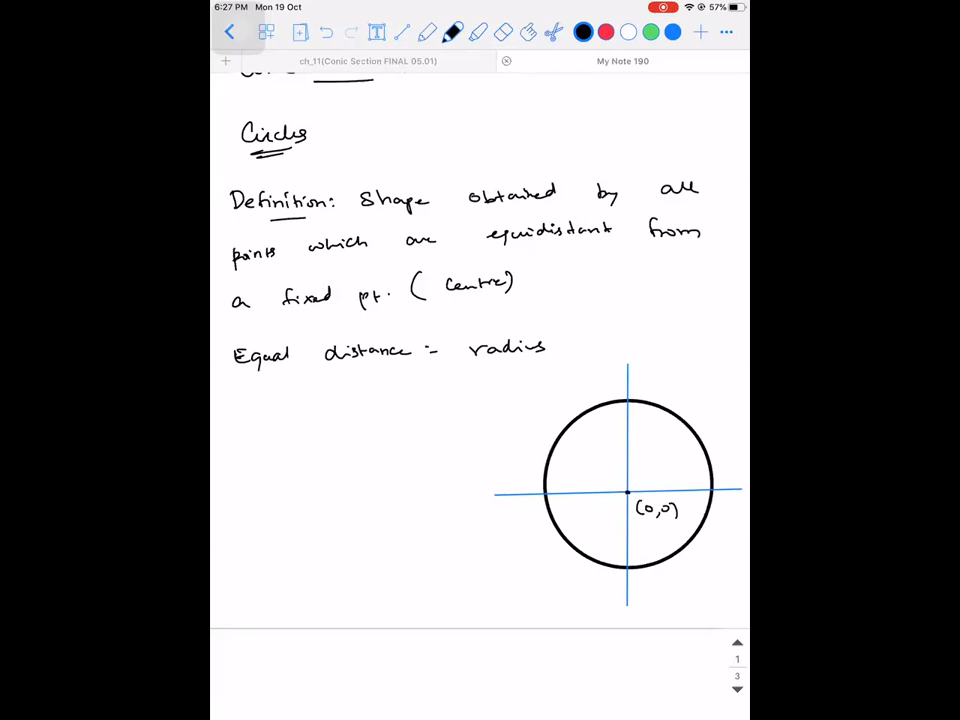 6:27 PM Mon 19 Oct
57%
ch_11(Conic Section FINAL 05.01)
My Note 190
Circles
Definition: Shape obtained by all
points which are equidistant from
a fixed pt. (centre)
Equal distance = radius
(0,0)
1
3